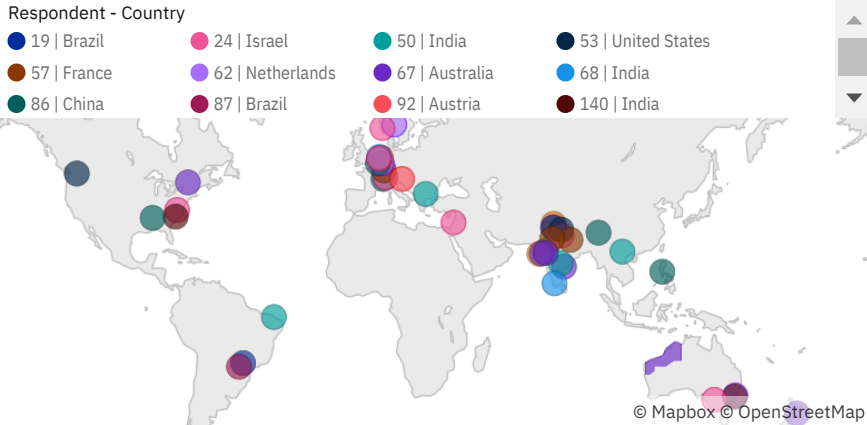 Respondent - Country
19 | Brazil 24 | Israel 50 | India 53 | United States
57 | France 62 | Netherlands 67 | Australia 68 | India
86 | China 87 | Brazil 92 | Austria 140 | India
© Mapbox © OpenStreetMap